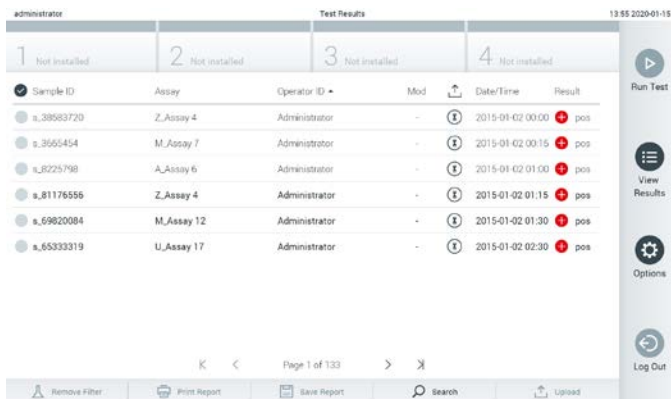 administrator Test Results 13:55 2020-01-15
1 Not installed 2 Not installed 3 Not installed 4 Not installed
Sample ID Assay Operator ID Mod Date/Time Result
s_38583720 Z_Assay 4 Administrator - 2015-01-02 00:00 pos
s_3665454 M_Assay 7 Administrator - 2015-01-02 00:15 pos
s_8225798 A_Assay 6 Administrator - 2015-01-02 01:00 pos
s_81176556 Z_Assay 4 Administrator - 2015-01-02 01:15 pos
s_69820084 M_Assay 12 Administrator - 2015-01-02 01:30 pos
s_65333319 U_Assay 17 Administrator - 2015-01-02 02:30 pos
Page 1 of 133
Remove Filter Print Report Save Report Search Upload
Run Test
View
Results
Options
Log Out